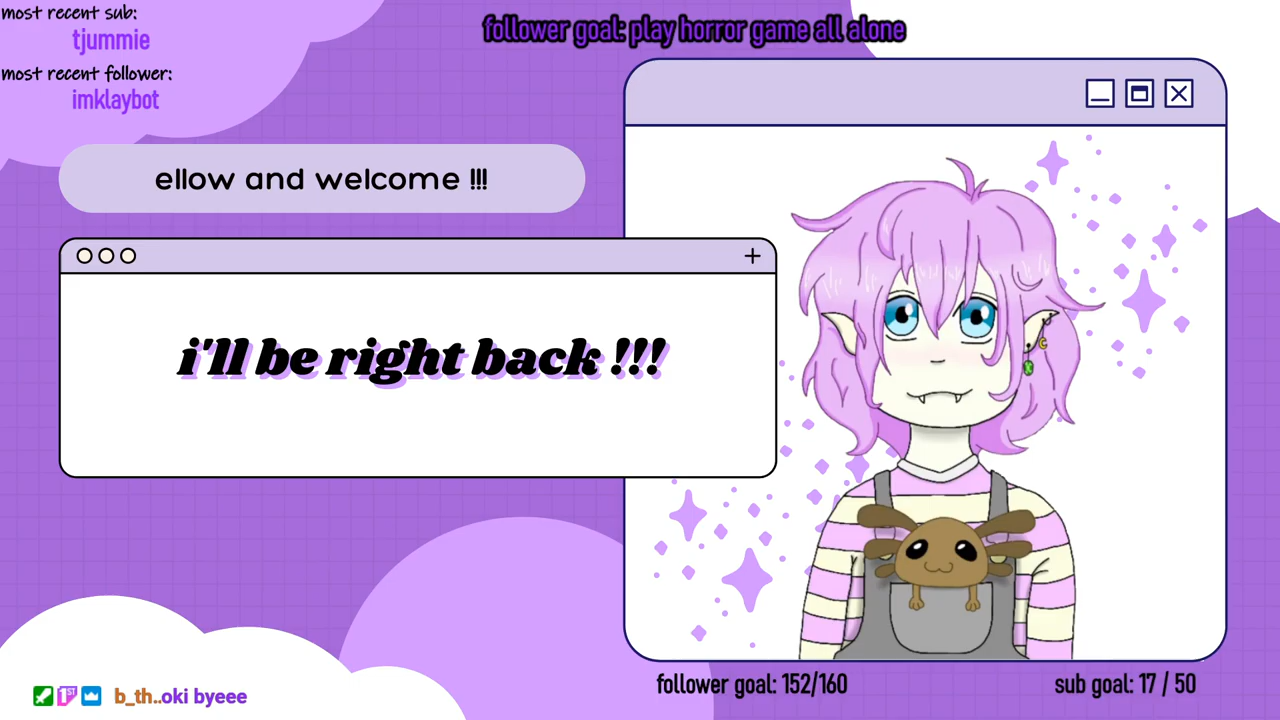 most recent sub:
tjummie
most recent follower:
imklaybot
follower goal: play horror game all alone
ellow and welcome !!!
i'll be right back !!!
follower goal: 152/160
sub goal: 17 / 50
1ST b_th..oki byeee